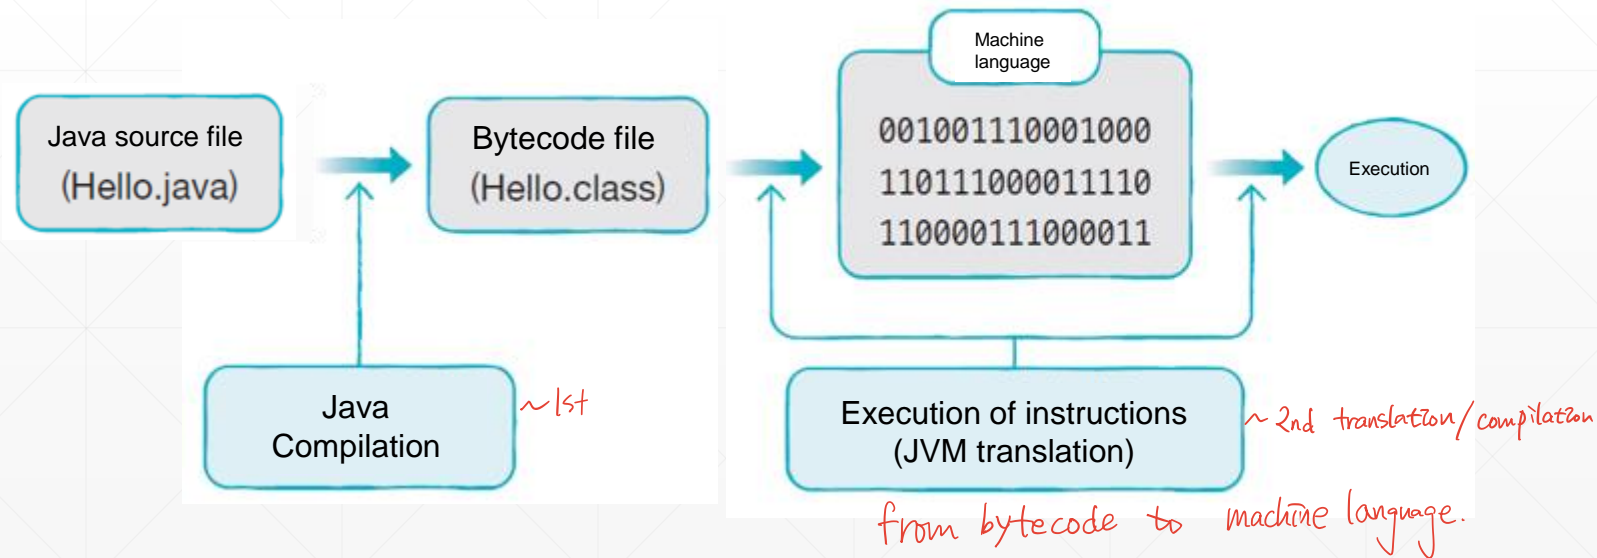 Machine
language
Java source file
(Hello.java)
Bytecode file
(Hello.class)
001001110001000
110111000011110
110000111000011
Execution
Java
Compilation
~1st
Execution of instructions
(JVM translation)
~ 2nd translation/compilation
from bytecode to machine language.